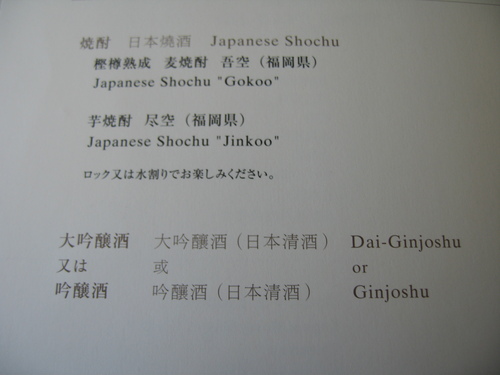 焼酎 日本燒酒 Japanese Shochu
樫樽熟成 麦焼酎 吾空（福岡県）
Japanese Shochu "Gokoo"
芋焼酎 尽空（福岡県）
Japanese Shochu "Jinkoo"
ロック又は水割りでお楽しみください。
大吟醸酒 大吟釀酒（日本清酒） Dai-Ginjoshu
又は 或 or
吟醸酒 吟釀酒（日本清酒） Ginjoshu